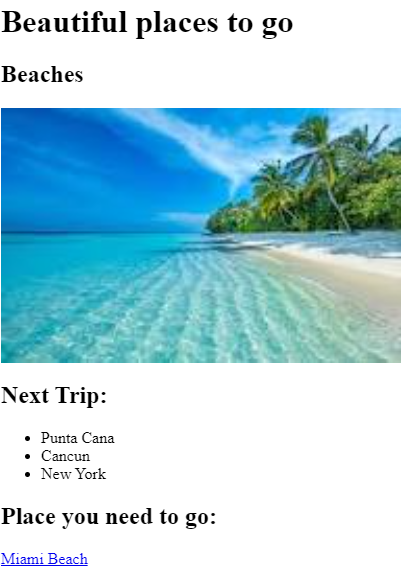 Beautiful places to go
Beaches
Next Trip:
Punta Cana
Cancun
New York
Place you need to go:
Miami Beach